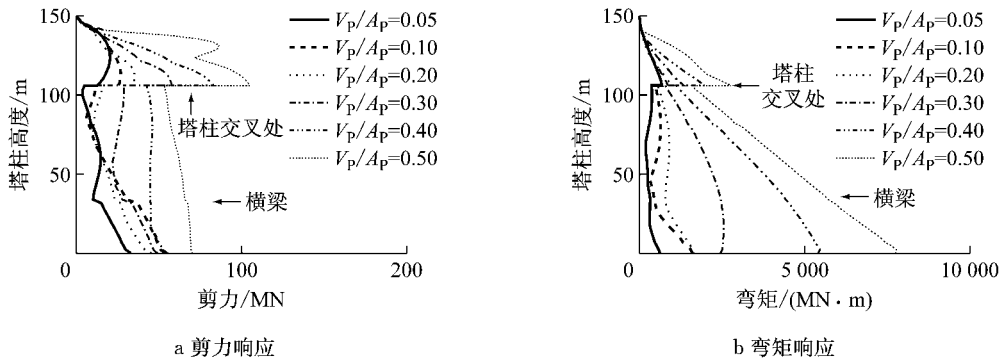 150
100
50
0
100
200
塔柱高度/m
剪力/MN
V_P/A_P=0.05
V_P/A_P=0.10
V_P/A_P=0.20
V_P/A_P=0.30
V_P/A_P=0.40
V_P/A_P=0.50
塔柱交叉处
横梁
a 剪力响应
150
100
50
0
5 000
10 000
塔柱高度/m
弯矩/(MN·m)
V_P/A_P=0.05
V_P/A_P=0.10
V_P/A_P=0.20
V_P/A_P=0.30
V_P/A_P=0.40
V_P/A_P=0.50
塔柱
交叉处
横梁
b 弯矩响应